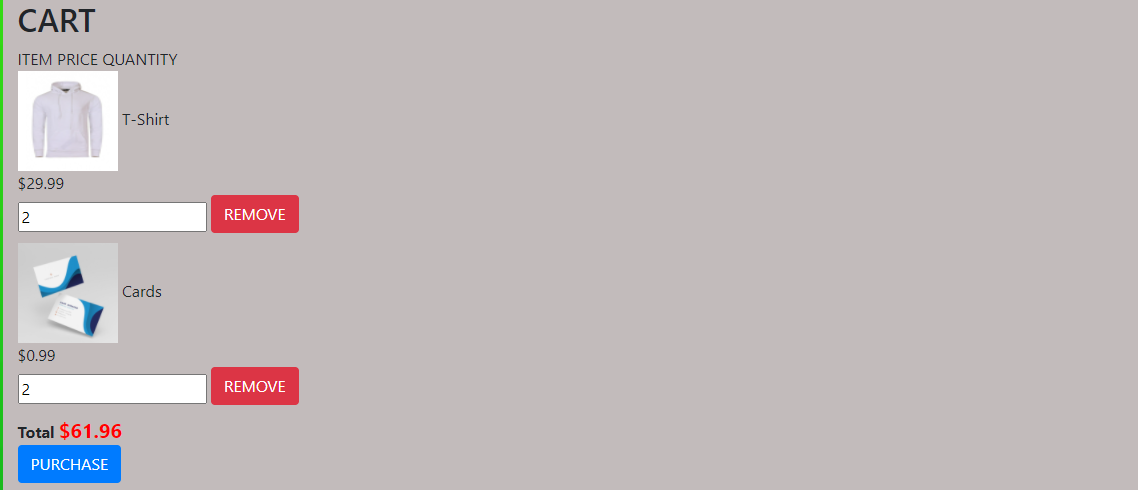 CART
ITEM PRICE QUANTITY
T-Shirt
$29.99
2 REMOVE
Cards
$0.99
2 REMOVE
Total $61.96
PURCHASE